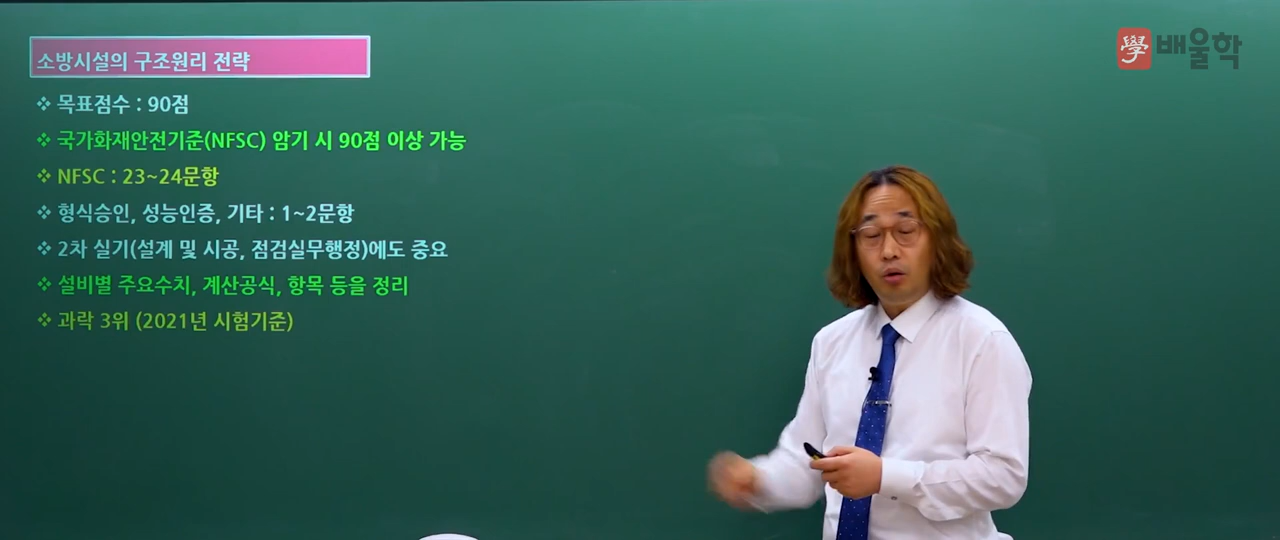 소방시설의 구조원리 전략
學 배울학
❖ 목표점수 : 90점
❖ 국가화재안전기준(NFSC) 암기 시 90점 이상 가능
❖ NFSC : 23~24문항
❖ 형식승인, 성능인증, 기타 : 1~2문항
❖ 2차 실기(설계 및 시공, 점검실무행정)에도 중요
❖ 설비별 주요수치, 계산공식, 항목 등을 정리
❖ 과락 3위 (2021년 시험기준)